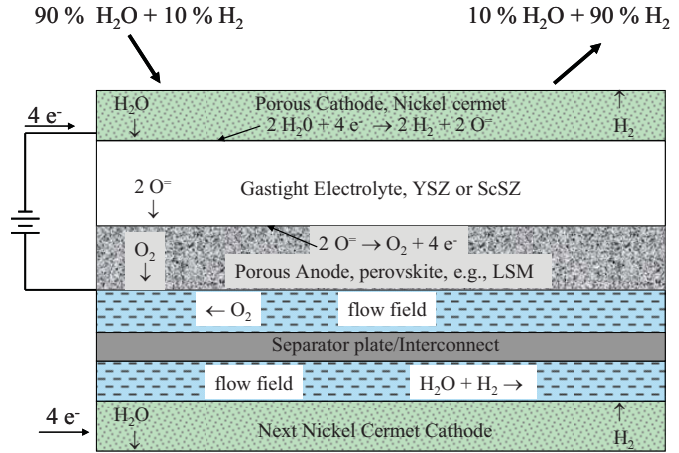 90 % H₂O + 10 % H₂
10 % H₂O + 90% H₂
H₂O
↓
Porous Cathode, Nickel cermet
↑
H₂
4 e⁻
2 H₂0 + 4 e⁻ → 2 H₂ + 2 O⁼
2 O⁼
↓
Gastight Electrolyte, YSZ or ScSZ
2 O⁼ → O₂ + 4 e⁻
O₂
↓
Porous Anode, perovskite, e.g., LSM
← O₂
flow field
Separator plate/Interconnect
flow field
H₂O + H₂ →
4 e⁻
H₂O
↓
Next Nickel Cermet Cathode
↑
H₂